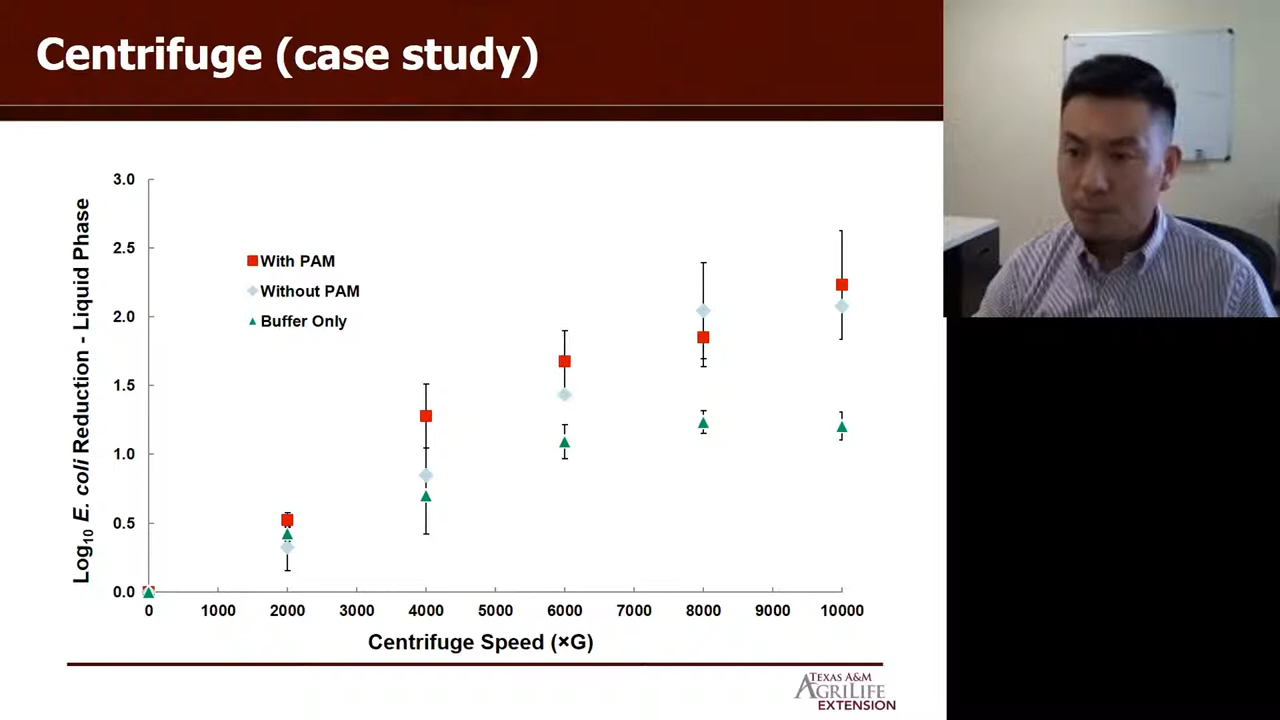 Centrifuge (case study)
3.0
2.5
2.0
1.5
1.0
0.5
0.0
Log10 E. coli Reduction - Liquid Phase
With PAM
Without PAM
Buffer Only
0 1000 2000 3000 4000 5000 6000 7000 8000 9000 10000
Centrifuge Speed (×G)
TEXAS A&M
AGRILIFE
EXTENSION